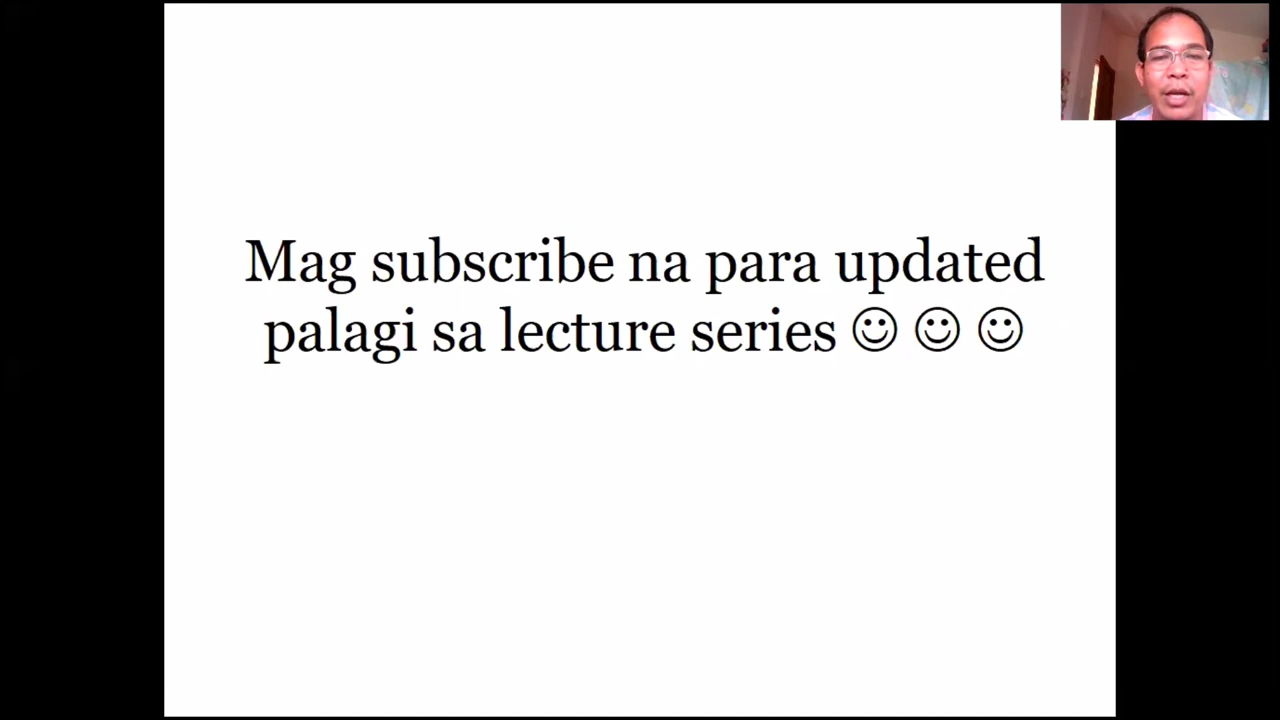 Mag subscribe na para updated
palagi sa lecture series ☺ ☺ ☺